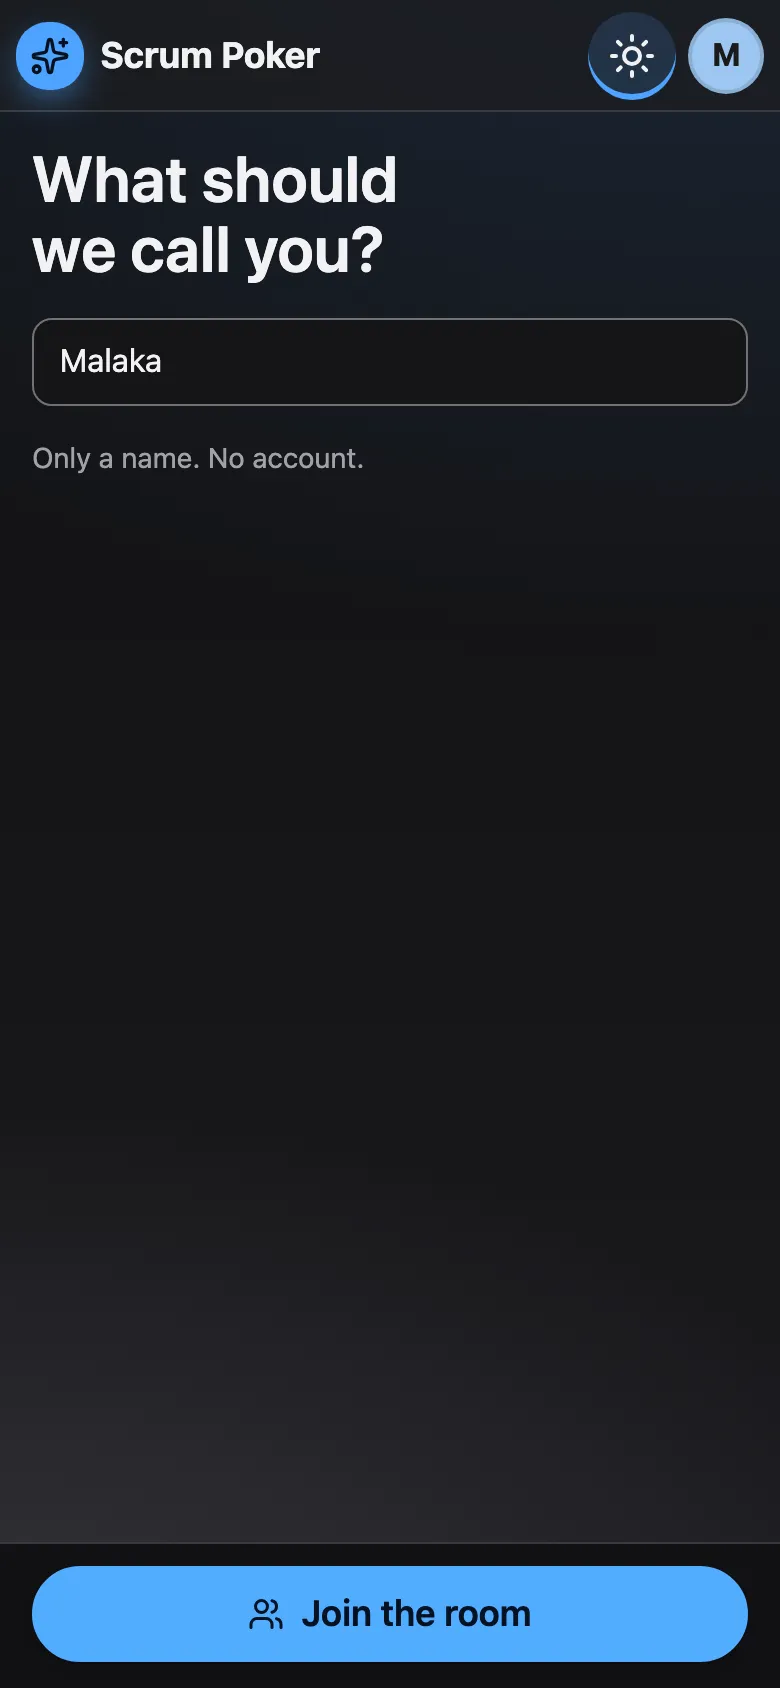 Scrum Poker
M
What should
we call you?
Malaka
Only a name. No account.
Join the room